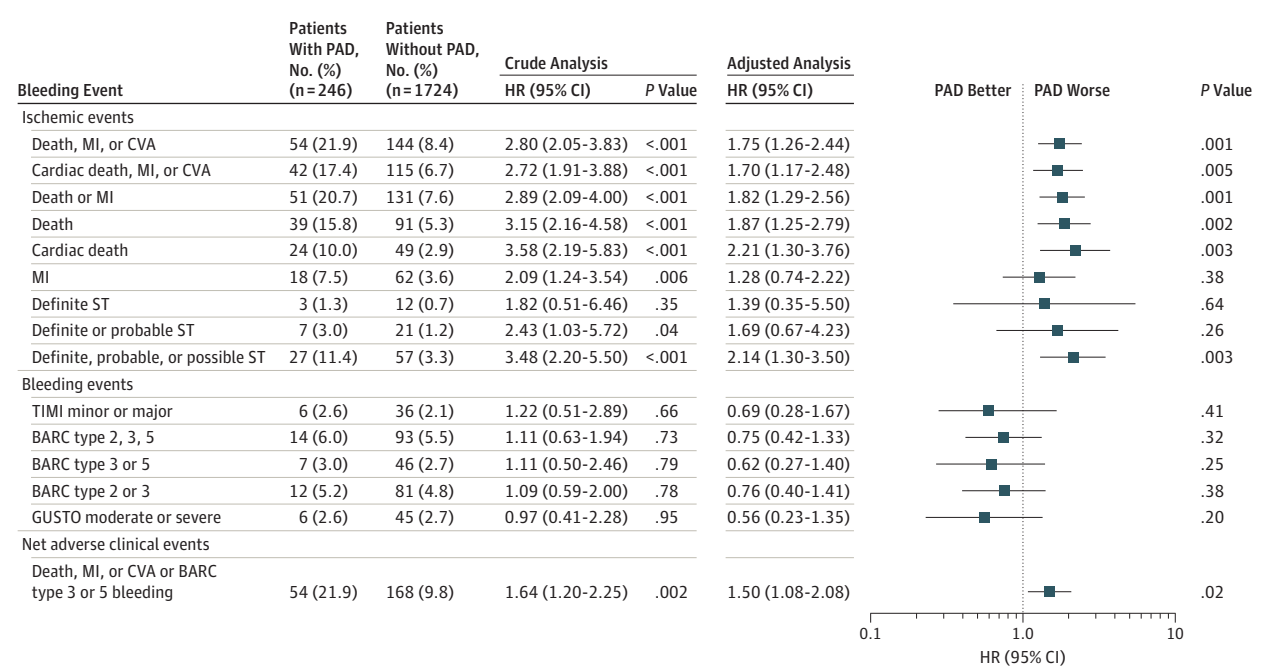 Patients With PAD, No. (%) (n=246) Patients Without PAD, No. (%) (n=1724) Crude Analysis Adjusted Analysis
Bleeding Event HR (95% CI) P Value HR (95% CI) PAD Better PAD Worse P Value
Ischemic events
Death, MI, or CVA 54 (21.9) 144 (8.4) 2.80 (2.05-3.83) <.001 1.75 (1.26-2.44) .001
Cardiac death, MI, or CVA 42 (17.4) 115 (6.7) 2.72 (1.91-3.88) <.001 1.70 (1.17-2.48) .005
Death or MI 51 (20.7) 131 (7.6) 2.89 (2.09-4.00) <.001 1.82 (1.29-2.56) .001
Death 39 (15.8) 91 (5.3) 3.15 (2.16-4.58) <.001 1.87 (1.25-2.79) .002
Cardiac death 24 (10.0) 49 (2.9) 3.58 (2.19-5.83) <.001 2.21 (1.30-3.76) .003
MI 18 (7.5) 62 (3.6) 2.09 (1.24-3.54) .006 1.28 (0.74-2.22) .38
Definite ST 3 (1.3) 12 (0.7) 1.82 (0.51-6.46) .35 1.39 (0.35-5.50) .64
Definite or probable ST 7 (3.0) 21 (1.2) 2.43 (1.03-5.72) .04 1.69 (0.67-4.23) .26
Definite, probable, or possible ST 27 (11.4) 57 (3.3) 3.48 (2.20-5.50) <.001 2.14 (1.30-3.50) .003
Bleeding events
TIMI minor or major 6 (2.6) 36 (2.1) 1.22 (0.51-2.89) .66 0.69 (0.28-1.67) .41
BARC type 2, 3, 5 14 (6.0) 93 (5.5) 1.11 (0.63-1.94) .73 0.75 (0.42-1.33) .32
BARC type 3 or 5 7 (3.0) 46 (2.7) 1.11 (0.50-2.46) .79 0.62 (0.27-1.40) .25
BARC type 2 or 3 12 (5.2) 81 (4.8) 1.09 (0.59-2.00) .78 0.76 (0.40-1.41) .38
GUSTO moderate or severe 6 (2.6) 45 (2.7) 0.97 (0.41-2.28) .95 0.56 (0.23-1.35) .20
Net adverse clinical events
Death, MI, or CVA or BARC
type 3 or 5 bleeding 54 (21.9) 168 (9.8) 1.64 (1.20-2.25) .002 1.50 (1.08-2.08) .02
0.1 1.0 10
HR (95% CI)